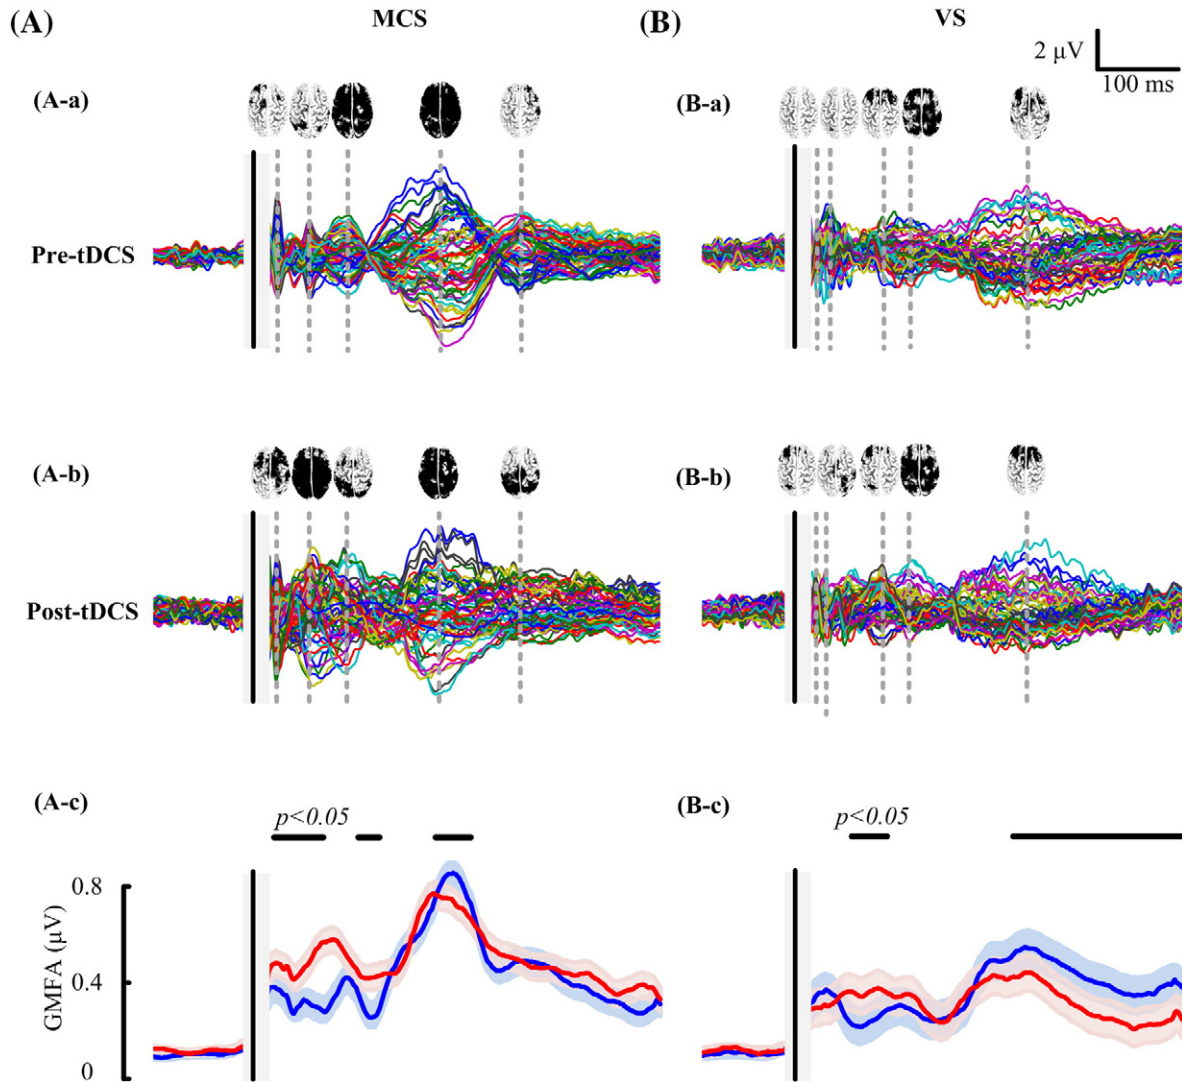 (A)
MCS
(B)
VS
2 μV
100 ms
(A-a)
(B-a)
Pre-tDCS
(A-b)
(B-b)
Post-tDCS
(A-c)
(B-c)
p<0.05
p<0.05
GMFA (μV)
0.8
0.4
0